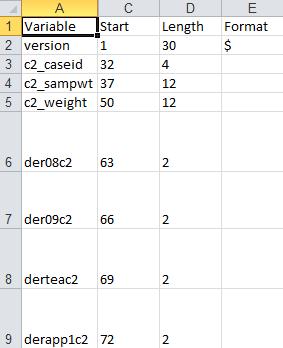 A C D E
1 Variable Start Length Format
2 version 1 30 $
3 c2_caseid 32 4
4 c2_sampwt 37 12
5 c2_weight 50 12
6 der08c2 63 2
7 der09c2 66 2
8 derteac2 69 2
9 derapp1c2 72 2